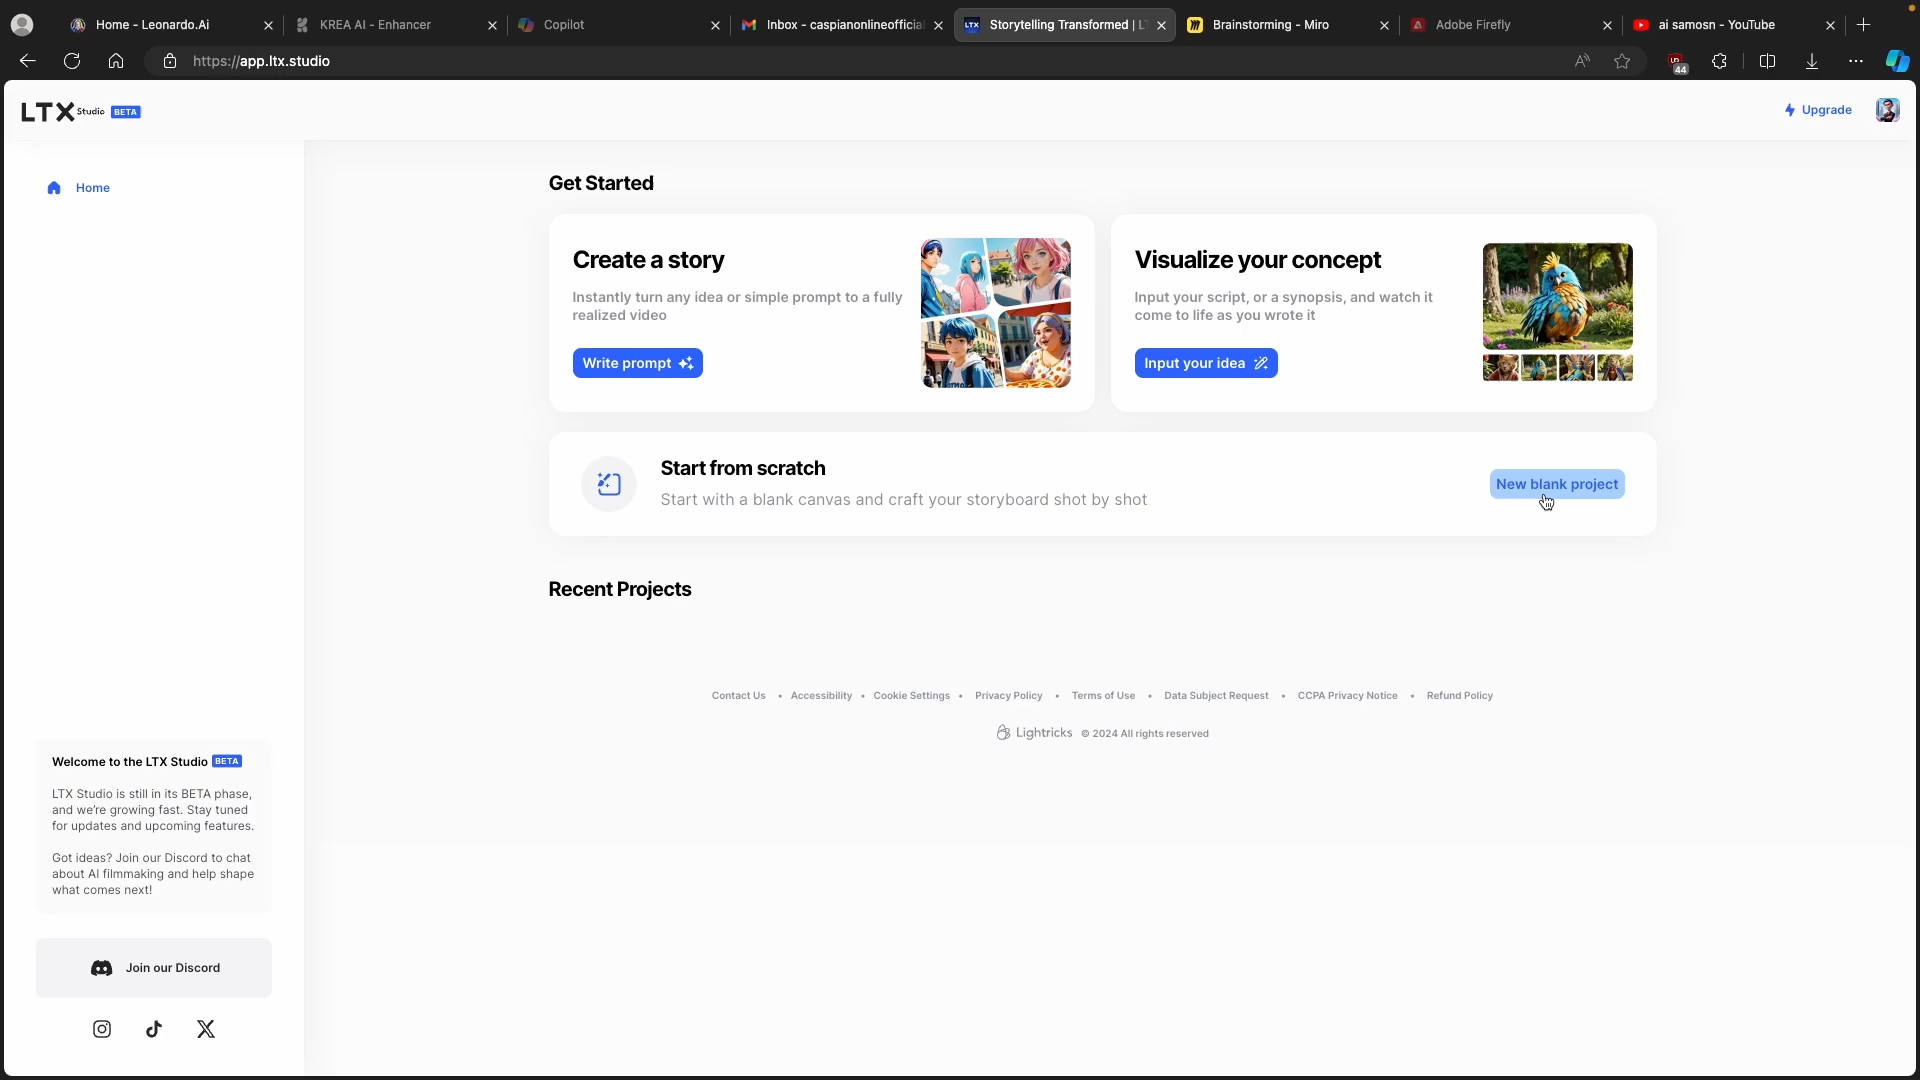 Home - Leonardo.Ai
KREA AI - Enhancer
Copilot
Inbox - caspianonlineofficial
Storytelling Transformed | L
Brainstorming - Miro
Adobe Firefly
ai samosn - YouTube
https://app.ltx.studio
44
LTX Studio BETA
Upgrade
Home
Get Started
Create a story
Instantly turn any idea or simple prompt to a fully
realized video
Write prompt
Visualize your concept
Input your script, or a synopsis, and watch it
come to life as you wrote it
Input your idea
Start from scratch
Start with a blank canvas and craft your storyboard shot by shot
New blank project
Recent Projects
Contact Us • Accessibility • Cookie Settings • Privacy Policy • Terms of Use • Data Subject Request • CCPA Privacy Notice • Refund Policy
Lightricks © 2024 All rights reserved
Welcome to the LTX Studio BETA
LTX Studio is still in its BETA phase,
and we're growing fast. Stay tuned
for updates and upcoming features.
Got ideas? Join our Discord to chat
about AI filmmaking and help shape
what comes next!
Join our Discord